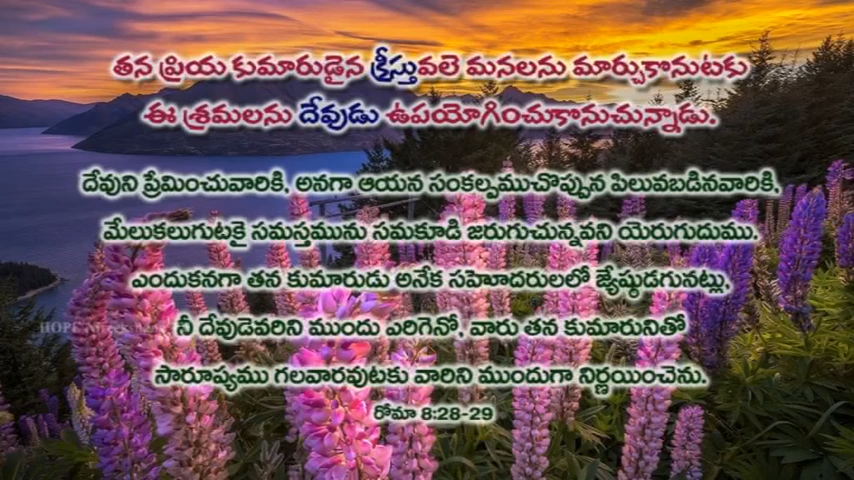 తన ప్రియ కుమారుడైన క్రీస్తువలె మనలను మార్చుకొనుటకు
ఈ శ్రమలను దేవుడు ఉపయోగించుకొనుచున్నాడు.
దేవుని ప్రేమించువారికి, అనగా ఆయన సంకల్పముచొప్పున పిలువబడినవారికి,
మేలుకలుగుటకై సమస్తమును సమకూడి జరుగుచున్నవని యెరుగుదుము.
ఎందుకనగా తన కుమారుడు అనేక సహెూదరులలో జ్యేష్ఠుడగునట్లు,
నీ దేవుడెవరిని ముందు ఎరిగెనో, వారు తన కుమారునితో
సారూప్యము గలవారవుటకు వారిని ముందుగా నిర్ణయించెను.
రోమా 8:28-29
HOPE